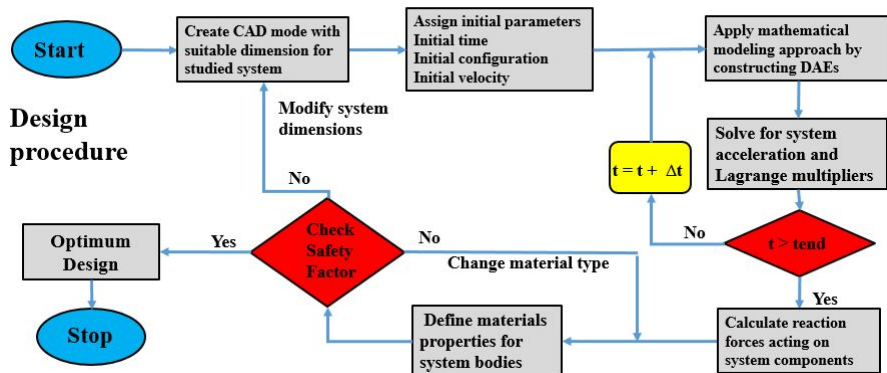 Start
Create CAD mode with
suitable dimension for
studied system
Assign initial parameters
Initial time
Initial configuration
Initial velocity
Apply mathematical
modeling approach by
constructing DAEs
Design
procedure
Modify system
dimensions
t = t + Δt
Solve for system
acceleration and
Lagrange multipliers
No
No
t > tend
Optimum
Design
Yes
Check
Safety
Factor
No
Change material type
Yes
Stop
Define materials
properties for
system bodies
Calculate reaction
forces acting on
system components